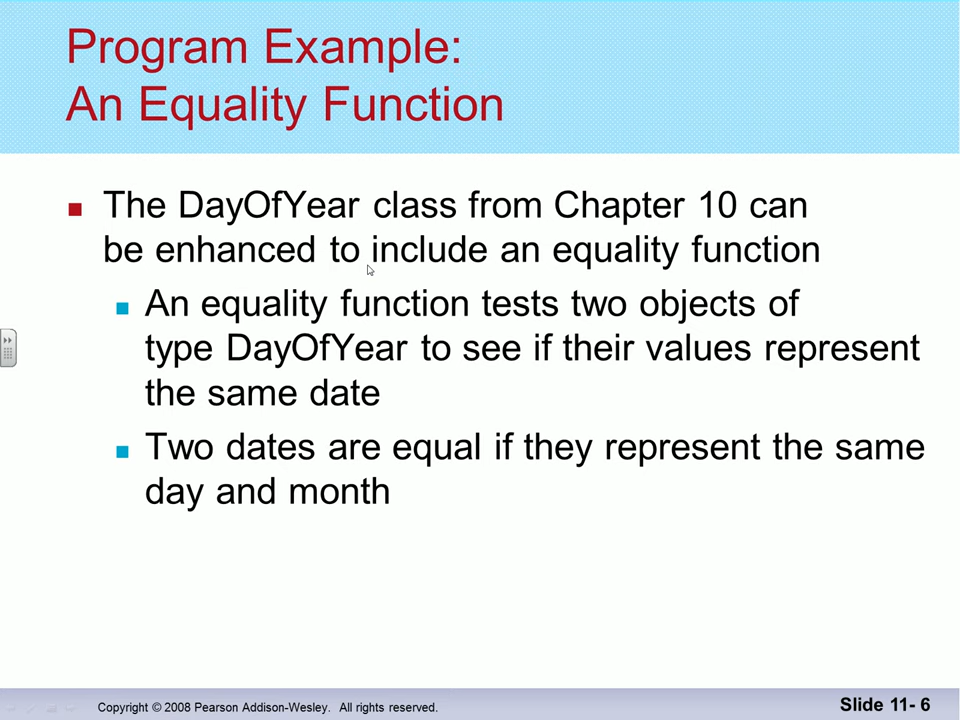 Program Example:
An Equality Function
The DayOfYear class from Chapter 10 can
be enhanced to include an equality function
An equality function tests two objects of
type DayOfYear to see if their values represent
the same date
Two dates are equal if they represent the same
day and month
Copyright © 2008 Pearson Addison-Wesley. All rights reserved.
Slide 11- 6